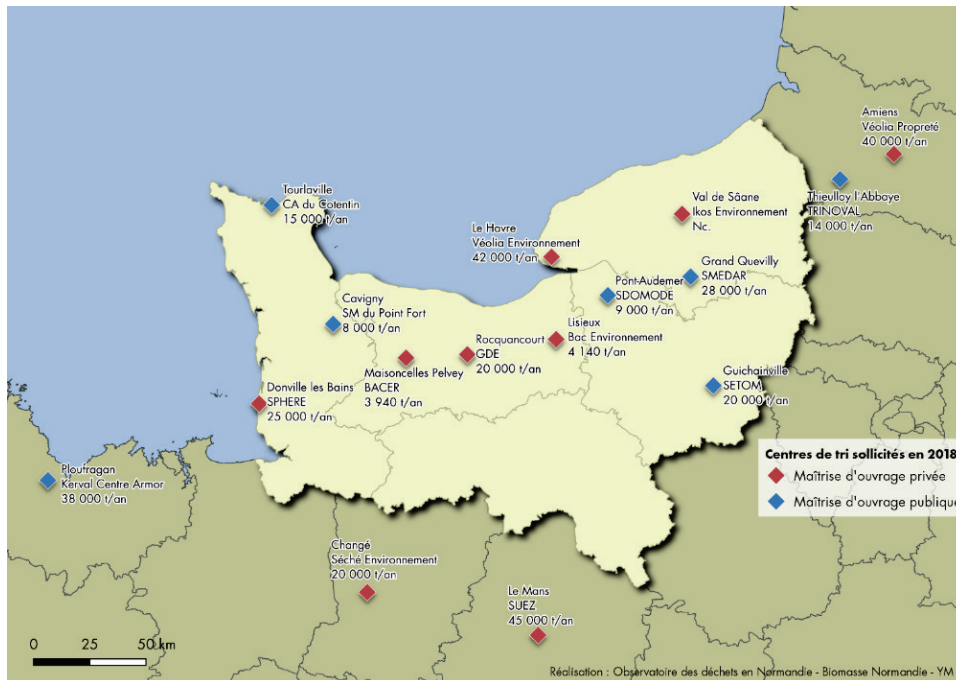 Amiens
Véolia Propreté
40 000 t/an
Thieulloy l'Abbaye
TRINOVAL
14 000 t/an
Tourlaville
CA du Cotentin
15 000 t/an
Val de Sâane
Ikos Environnement
Nc.
Le Havre
Véolia Environnement
42 000 t/an
Grand Quevilly
SMEDAR
28 000 t/an
Pont-Audemer
SDOMODE
9 000 t/an
Cavigny
SM du Point Fort
8 000 t/an
Lisieux
Bac Environnement
4 140 t/an
Rocquancourt
GDE
20 000 t/an
Maisoncelles Pelvey
BACER
3 940 t/an
Guichainville
SETOM
20 000 t/an
Donville les Bains
SPHERE
25 000 t/an
Ploufragan
Kerval Centre Armor
38 000 t/an
Centres de tri sollicités en 2018
Maîtrise d'ouvrage privée
Maîtrise d'ouvrage publique
Changé
Séché Environnement
20 000 t/an
Le Mans
SUEZ
45 000 t/an
0 25 50 km
Réalisation : Observatoire des déchets en Normandie - Biomasse Normandie - YM